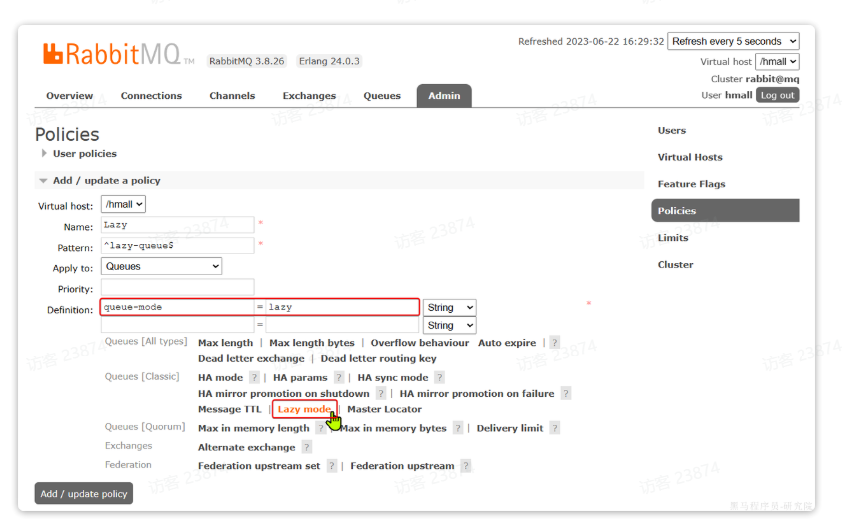 Refreshed 2023-06-22 16:29:32 Refresh every 5 seconds
RabbitMQ TM RabbitMQ 3.8.26 Erlang 24.0.3
Virtual host /hmall
Cluster rabbit@mq
User hmall Log out
Overview Connections Channels Exchanges Queues Admin
Policies
User policies
Add / update a policy
Virtual host: /hmall
Name: Lazy *
Pattern: ^lazy-queue$ *
Apply to: Queues
Priority:
Definition: queue-mode = lazy String *
= String
Queues [All types] Max length | Max length bytes | Overflow behaviour Auto expire | ?
Dead letter exchange | Dead letter routing key
Queues [Classic] HA mode ? | HA params ? | HA sync mode ?
HA mirror promotion on shutdown ? | HA mirror promotion on failure ?
Message TTL | Lazy mode | Master Locator
Queues [Quorum] Max in memory length ? | Max in memory bytes ? | Delivery limit ?
Exchanges Alternate exchange ?
Federation Federation upstream set ? | Federation upstream ?
Add / update policy
Users
Virtual Hosts
Feature Flags
Policies
Limits
Cluster
访客 23874
黑马程序员-研究院